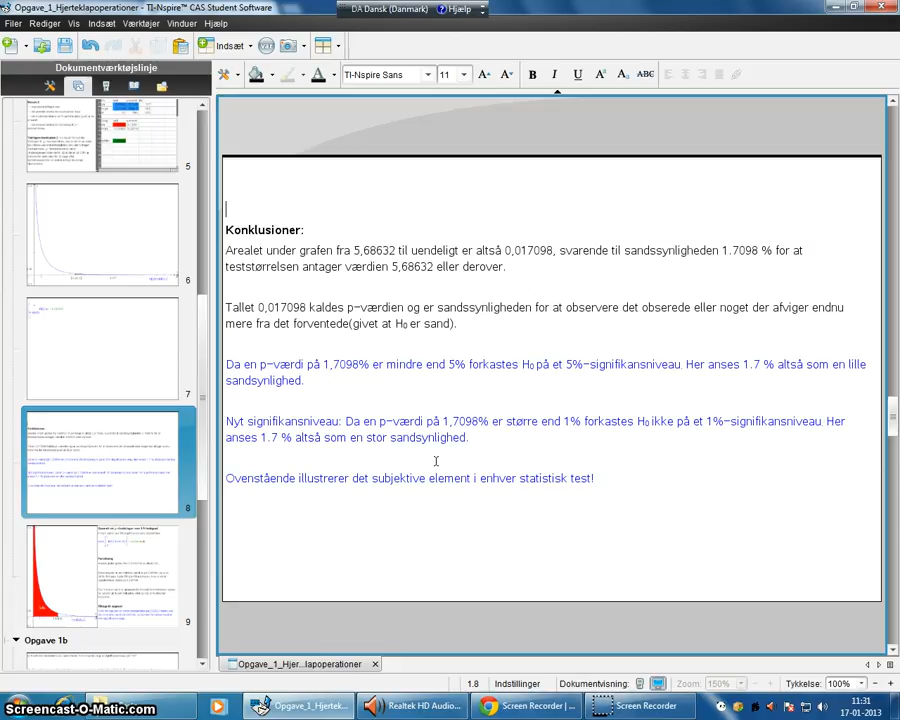 Opgave_1_Hjerteklapoperationer - TI-Nspire™ CAS Student Software
DA Dansk (Danmark)
Hjælp
Filer Rediger Vis Indsæt Værktøjer Vinduer Hjælp
Indsæt
Dokumentværktøjslinje
TI-Nspire Sans
11
B I U
ABC
5
6
7
8
9
Opgave 1b
Konklusioner:
Arealet under grafen fra 5,68632 til uendeligt er altså 0,017098, svarende til sandssynligheden 1.7098 % for at
teststørrelsen antager værdien 5,68632 eller derover.
Tallet 0,017098 kaldes p-værdien og er sandssynligheden for at observere det obserede eller noget der afviger endnu
mere fra det forventede(givet at H₀ er sand).
Da en p-værdi på 1,7098% er mindre end 5% forkastes H₀ på et 5%-signifikansniveau. Her anses 1.7 % altså som en lille
sandsynlighed.
Nyt signifikansniveau: Da en p-værdi på 1,7098% er større end 1% forkastes H₀ ikke på et 1%-signifikansniveau. Her
anses 1.7 % altså som en stor sandsynlighed.
Ovenstående illustrerer det subjektive element i enhver statistisk test!
Opgave_1_Hjer...lapoperationer
1.8 Indstillinger Dokumentvisning: Zoom: 150% Tykkelse: 100%
Opgave_1_Hjertek...
Realtek HD Audio...
Screen Recorder | ...
Screen Recorder
11:31
17-01-2013
Screencast-O-Matic.com